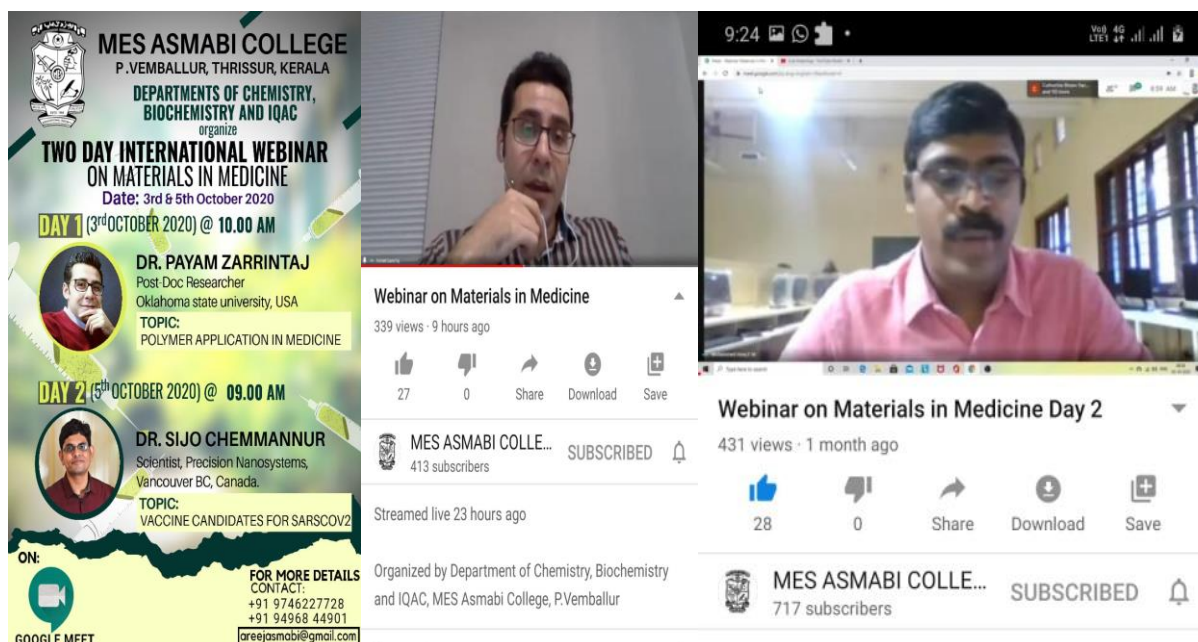 MES ASMABI COLLEGE
P.VEMBALLUR, THRISSUR, KERALA
DEPARTMENTS OF CHEMISTRY,
BIOCHEMISTRY AND IQAC
organize
TWO DAY INTERNATIONAL WEBINAR
ON MATERIALS IN MEDICINE
Date: 3rd & 5th October 2020
DAY 1 (3rd OCTOBER 2020) @ 10.00 AM
DR. PAYAM ZARRINTAJ
Post-Doc Researcher
Oklahoma state university, USA
TOPIC:
POLYMER APPLICATION IN MEDICINE
DAY 2 (5th OCTOBER 2020) @ 09.00 AM
DR. SIJO CHEMMANNUR
Scientist, Precision Nanosystems,
Vancouver BC, Canada.
TOPIC:
VACCINE CANDIDATES FOR SARSCOV2
ON:
GOOGLE MEET
FOR MORE DETAILS
CONTACT:
+91 9746227728
+91 94968 44901
areejasmabi@gmail.com
Webinar on Materials in Medicine
339 views · 9 hours ago
27 0 Share Download Save
MES ASMABI COLLE... SUBSCRIBED
413 subscribers
Streamed live 23 hours ago
Organized by Department of Chemistry, Biochemistry
and IQAC, MES Asmabi College, P.Vemballur
9:24
4G
LTE1
8:59 AM
Webinar on Materials in Medicine Day 2
431 views · 1 month ago
28 0 Share Download Save
MES ASMABI COLLE... SUBSCRIBED
717 subscribers